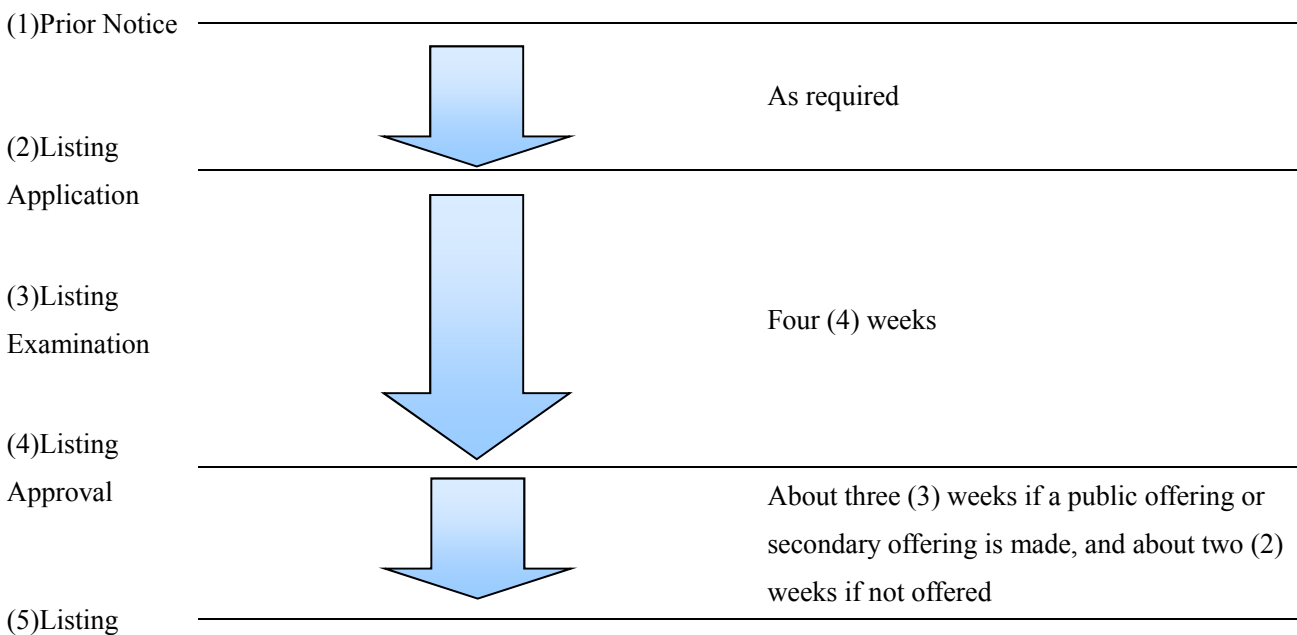 (1)Prior Notice
As required
(2)Listing
Application
(3)Listing
Examination
Four (4) weeks
(4)Listing
Approval
About three (3) weeks if a public offering or
secondary offering is made, and about two (2)
weeks if not offered
(5)Listing